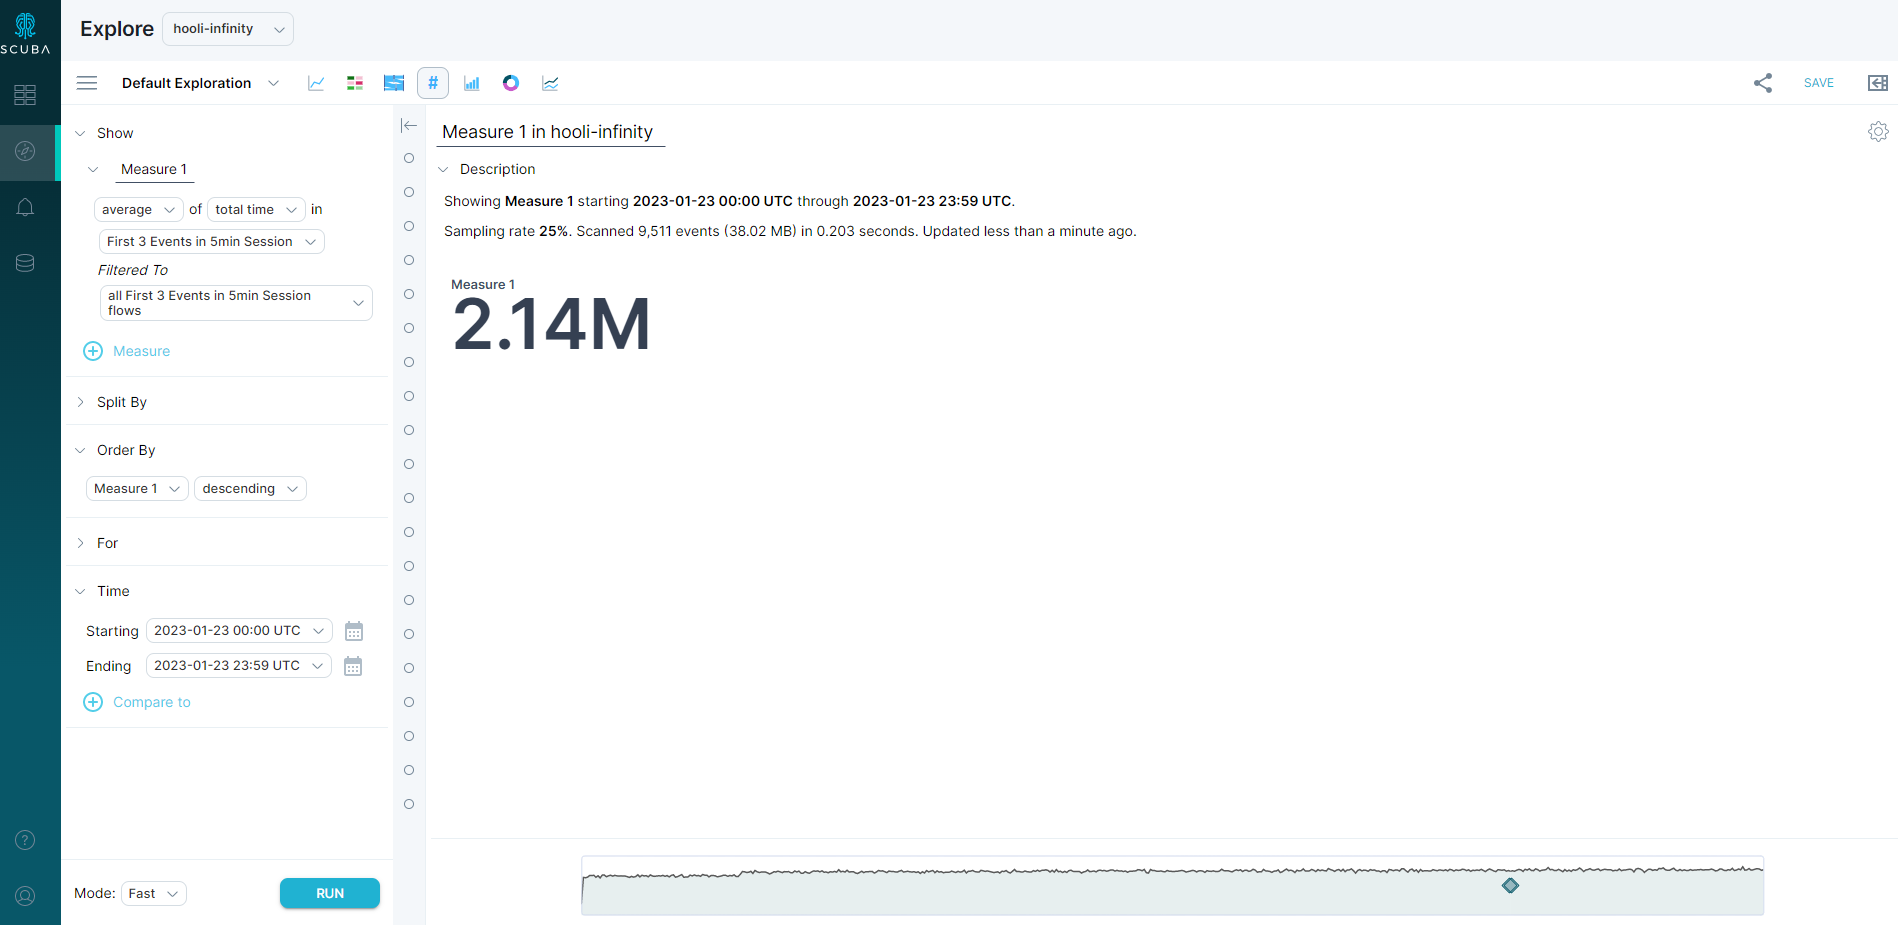 SCUBA
Explore
hooli-infinity
Default Exploration
#
SAVE
Show
Measure 1
average of total time in
First 3 Events in 5min Session
Filtered To
all First 3 Events in 5min Session
flows
Measure
Split By
Order By
Measure 1 descending
For
Time
Starting 2023-01-23 00:00 UTC
Ending 2023-01-23 23:59 UTC
Compare to
Mode: Fast
RUN
Measure 1 in hooli-infinity
Description
Showing Measure 1 starting 2023-01-23 00:00 UTC through 2023-01-23 23:59 UTC.
Sampling rate 25%. Scanned 9,511 events (38.02 MB) in 0.203 seconds. Updated less than a minute ago.
Measure 1
2.14M
?